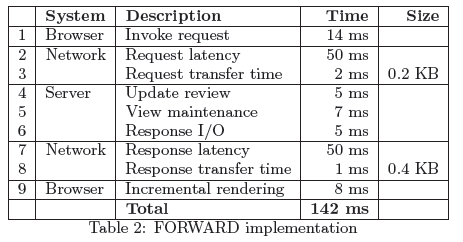 System Description Time Size
1 Browser Invoke request 14 ms
2 Network Request latency 50 ms
3 Request transfer time 2 ms 0.2 KB
4 Server Update review 5 ms
5 View maintenance 7 ms
6 Response I/O 5 ms
7 Network Response latency 50 ms
8 Response transfer time 1 ms 0.4 KB
9 Browser Incremental rendering 8 ms
Total 142 ms
Table 2: FORWARD implementation